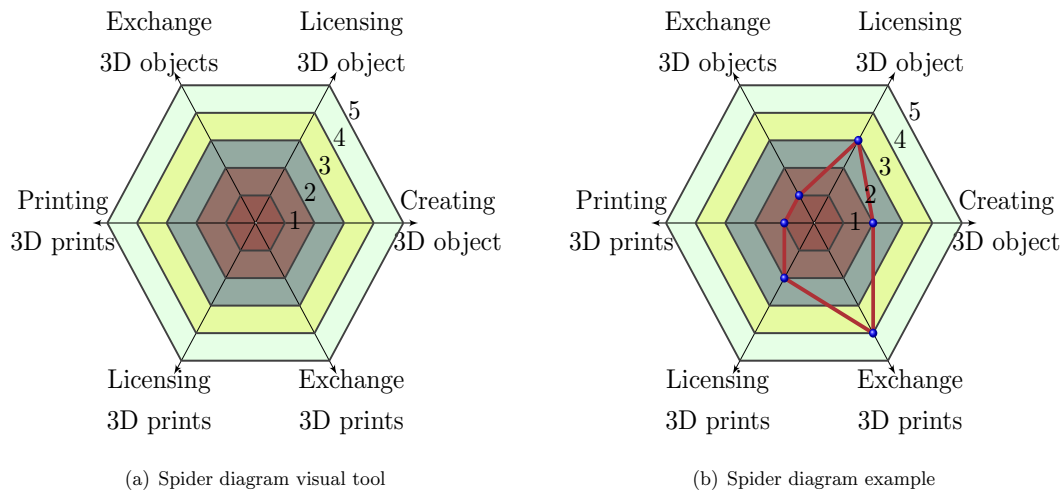 Exchange
3D objects
Licensing
3D object
5
4
3
2
1
Printing
3D prints
Creating
3D object
Licensing
3D prints
Exchange
3D prints
(a) Spider diagram visual tool
Exchange
3D objects
Licensing
3D object
5
4
3
2
1
Printing
3D prints
Creating
3D object
Licensing
3D prints
Exchange
3D prints
(b) Spider diagram example